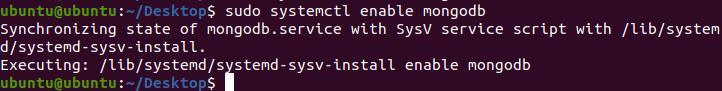 ubuntu@ubuntu:~/Desktop$ sudo systemctl enable mongodb
Synchronizing state of mongodb.service with SysV service script with /lib/system
d/systemd-sysv-install.
Executing: /lib/systemd/systemd-sysv-install enable mongodb
ubuntu@ubuntu:~/Desktop$